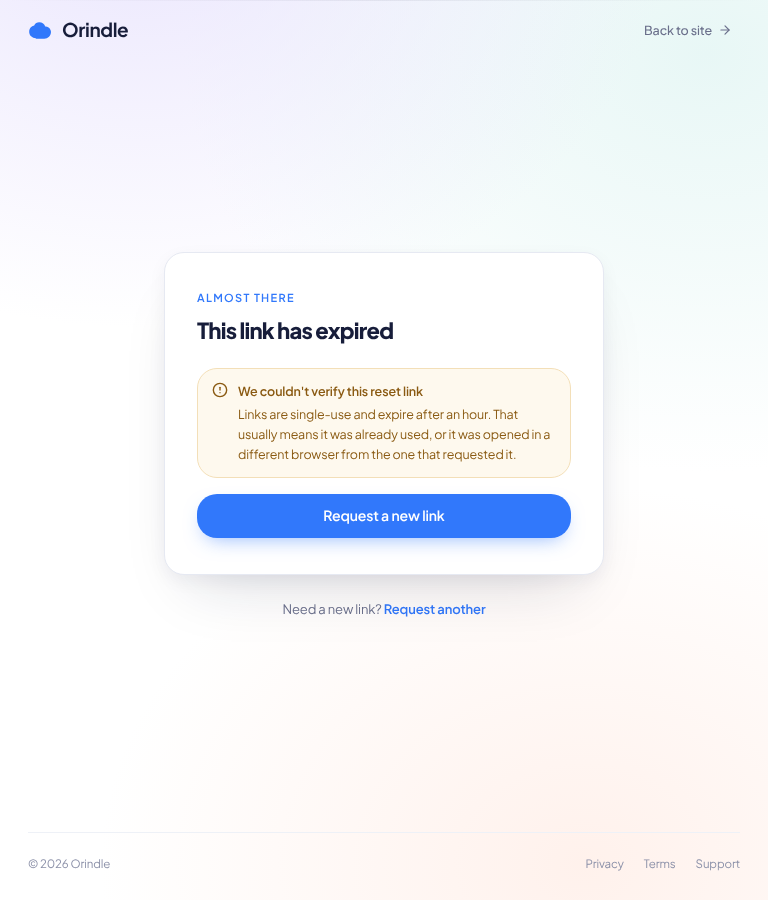 Orindle
Back to site
ALMOST THERE
This link has expired
We couldn't verify this reset link
Links are single-use and expire after an hour. That
usually means it was already used, or it was opened in a
different browser from the one that requested it.
Request a new link
Need a new link? Request another
© 2026 Orindle
Privacy Terms Support